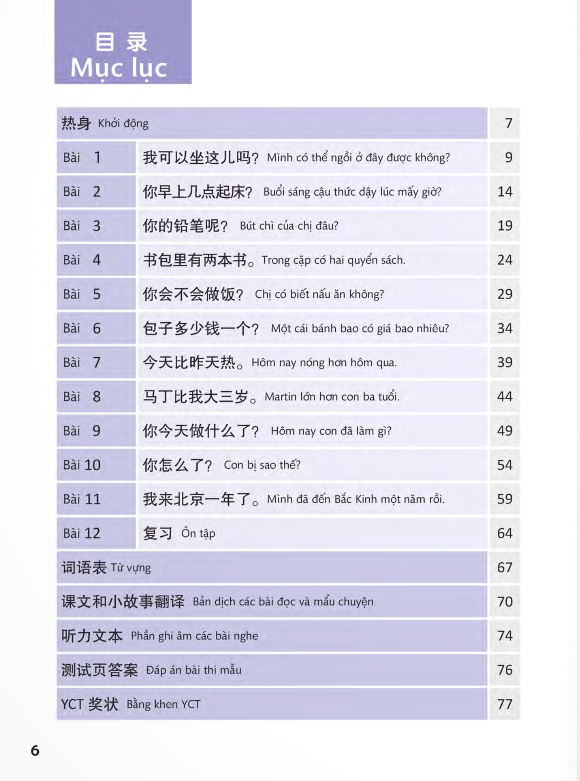 目 录
Mục lục
热身 Khởi động 7
Bài 1 我可以坐这儿吗？ Mình có thể ngồi ở đây được không? 9
Bài 2 你早上几点起床？ Buổi sáng cậu thức dậy lúc mấy giờ? 14
Bài 3 你的铅笔呢？ Bút chì của chị đâu? 19
Bài 4 书包里有两本书。 Trong cặp có hai quyển sách. 24
Bài 5 你会不会做饭？ Chị có biết nấu ăn không? 29
Bài 6 包子多少钱一个？ Một cái bánh bao có giá bao nhiêu? 34
Bài 7 今天比昨天热。 Hôm nay nóng hơn hôm qua. 39
Bài 8 马丁比我大三岁。 Martin lớn hơn con ba tuổi. 44
Bài 9 你今天做什么了？ Hôm nay con đã làm gì? 49
Bài 10 你怎么了？ Con bị sao thế? 54
Bài 11 我来北京一年了。 Mình đã đến Bắc Kinh một năm rồi. 59
Bài 12 复习 Ôn tập 64
词语表 Từ vựng 67
课文和小故事翻译 Bản dịch các bài đọc và mẩu chuyện 70
听力文本 Phần ghi âm các bài nghe 74
测试页答案 Đáp án bài thi mẫu 76
YCT 奖状 Bằng khen YCT 77
6